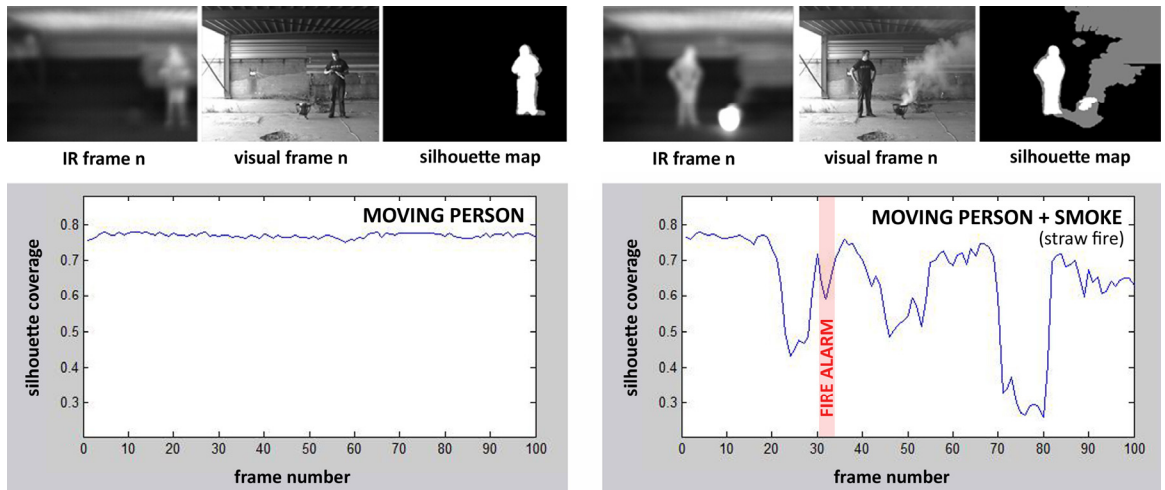 IR frame n
visual frame n
silhouette map
IR frame n
visual frame n
silhouette map
MOVING PERSON
silhouette coverage
0.8
0.7
0.6
0.5
0.4
0.3
0 10 20 30 40 50 60 70 80 90 100
frame number
MOVING PERSON + SMOKE
(straw fire)
silhouette coverage
0.8
0.7
0.6
0.5
0.4
0.3
FIRE ALARM
0 10 20 30 40 50 60 70 80 90 100
frame number